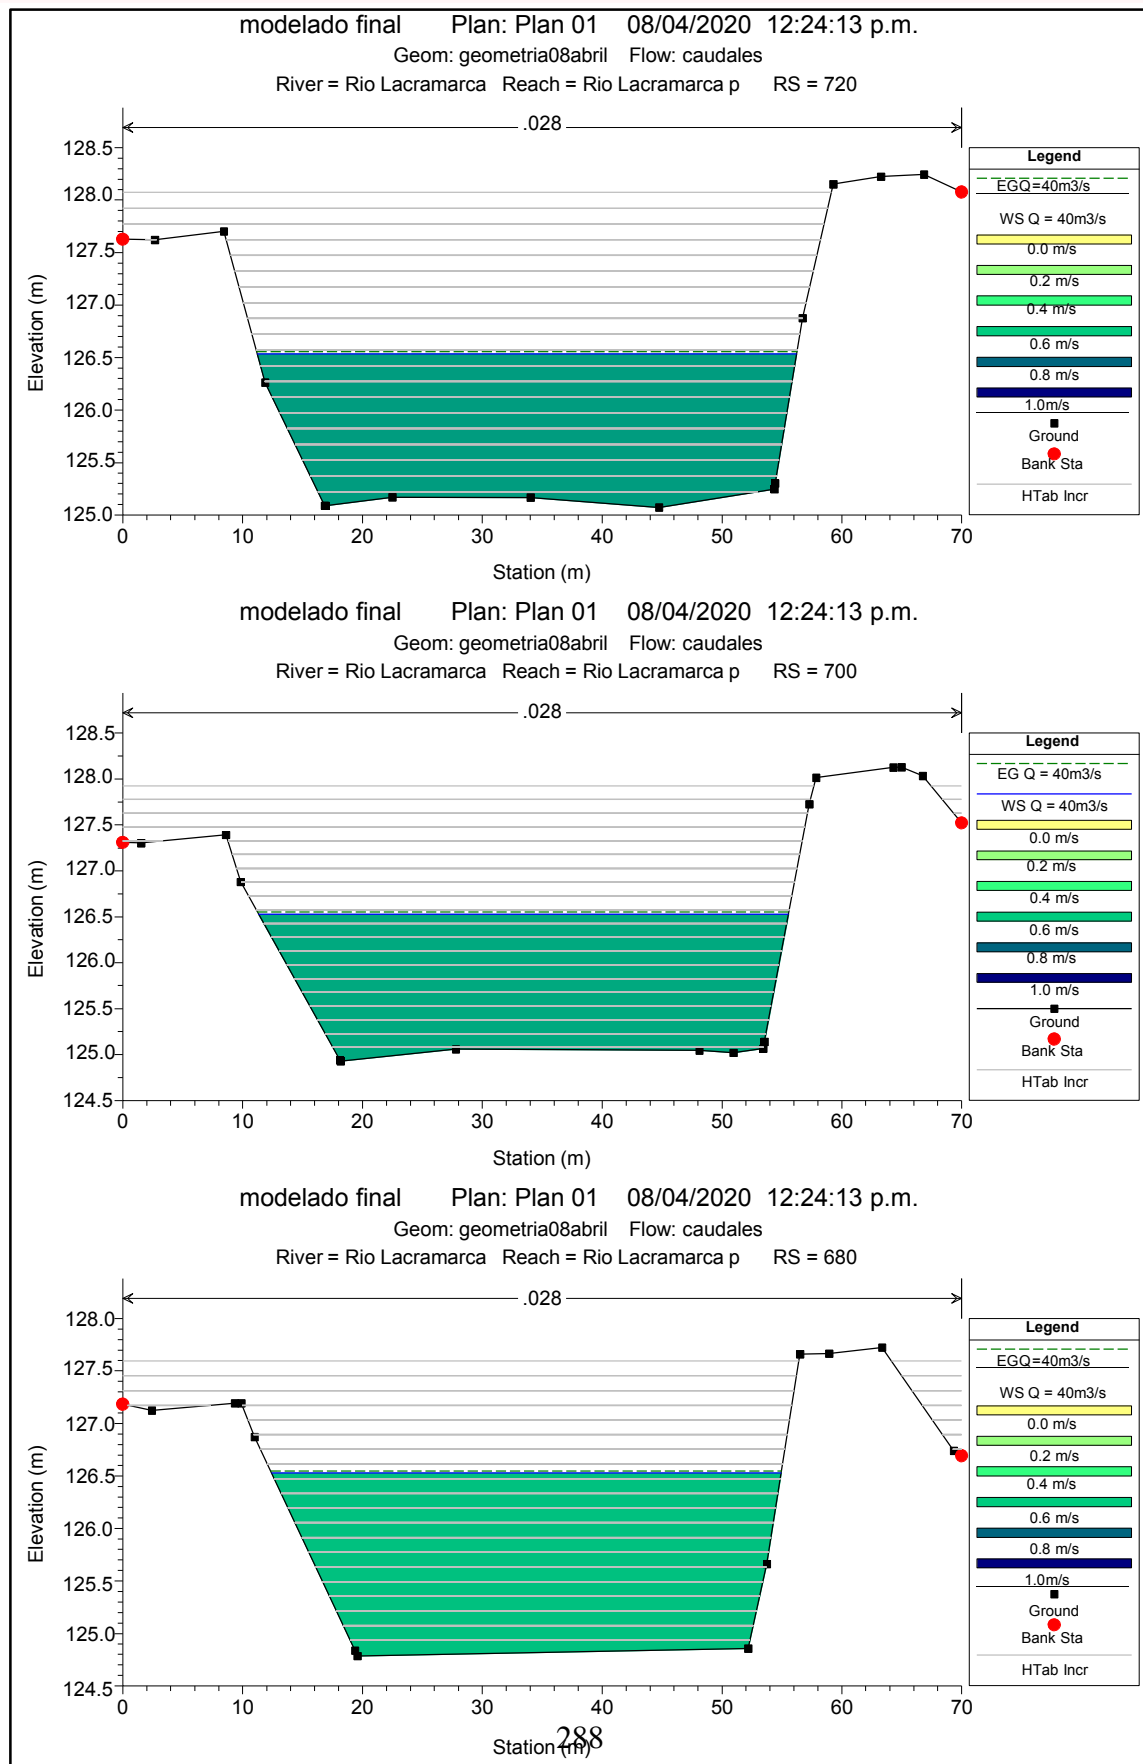 modelado final Plan: Plan 01 08/04/2020 12:24:13 p.m.
Geom: geometria08abril Flow: caudales
River = Rio Lacramarca Reach = Rio Lacramarca p RS = 720
.028
128.5
128.0
127.5
127.0
126.5
126.0
125.5
125.0
Elevation (m)
0 10 20 30 40 50 60 70
Station (m)
Legend
EGQ=40m3/s
WS Q = 40m3/s
0.0 m/s
0.2 m/s
0.4 m/s
0.6 m/s
0.8 m/s
1.0m/s
Ground
Bank Sta
HTab Incr
modelado final Plan: Plan 01 08/04/2020 12:24:13 p.m.
Geom: geometria08abril Flow: caudales
River = Rio Lacramarca Reach = Rio Lacramarca p RS = 700
.028
128.5
128.0
127.5
127.0
126.5
126.0
125.5
125.0
124.5
Elevation (m)
0 10 20 30 40 50 60 70
Station (m)
Legend
EG Q = 40m3/s
WS Q = 40m3/s
0.0 m/s
0.2 m/s
0.4 m/s
0.6 m/s
0.8 m/s
1.0 m/s
Ground
Bank Sta
HTab Incr
modelado final Plan: Plan 01 08/04/2020 12:24:13 p.m.
Geom: geometria08abril Flow: caudales
River = Rio Lacramarca Reach = Rio Lacramarca p RS = 680
.028
128.0
127.5
127.0
126.5
126.0
125.5
125.0
124.5
Elevation (m)
0 10 20 30 40 50 60 70
Station (m)
Legend
EGQ=40m3/s
WS Q = 40m3/s
0.0 m/s
0.2 m/s
0.4 m/s
0.6 m/s
0.8 m/s
1.0m/s
Ground
Bank Sta
HTab Incr
288